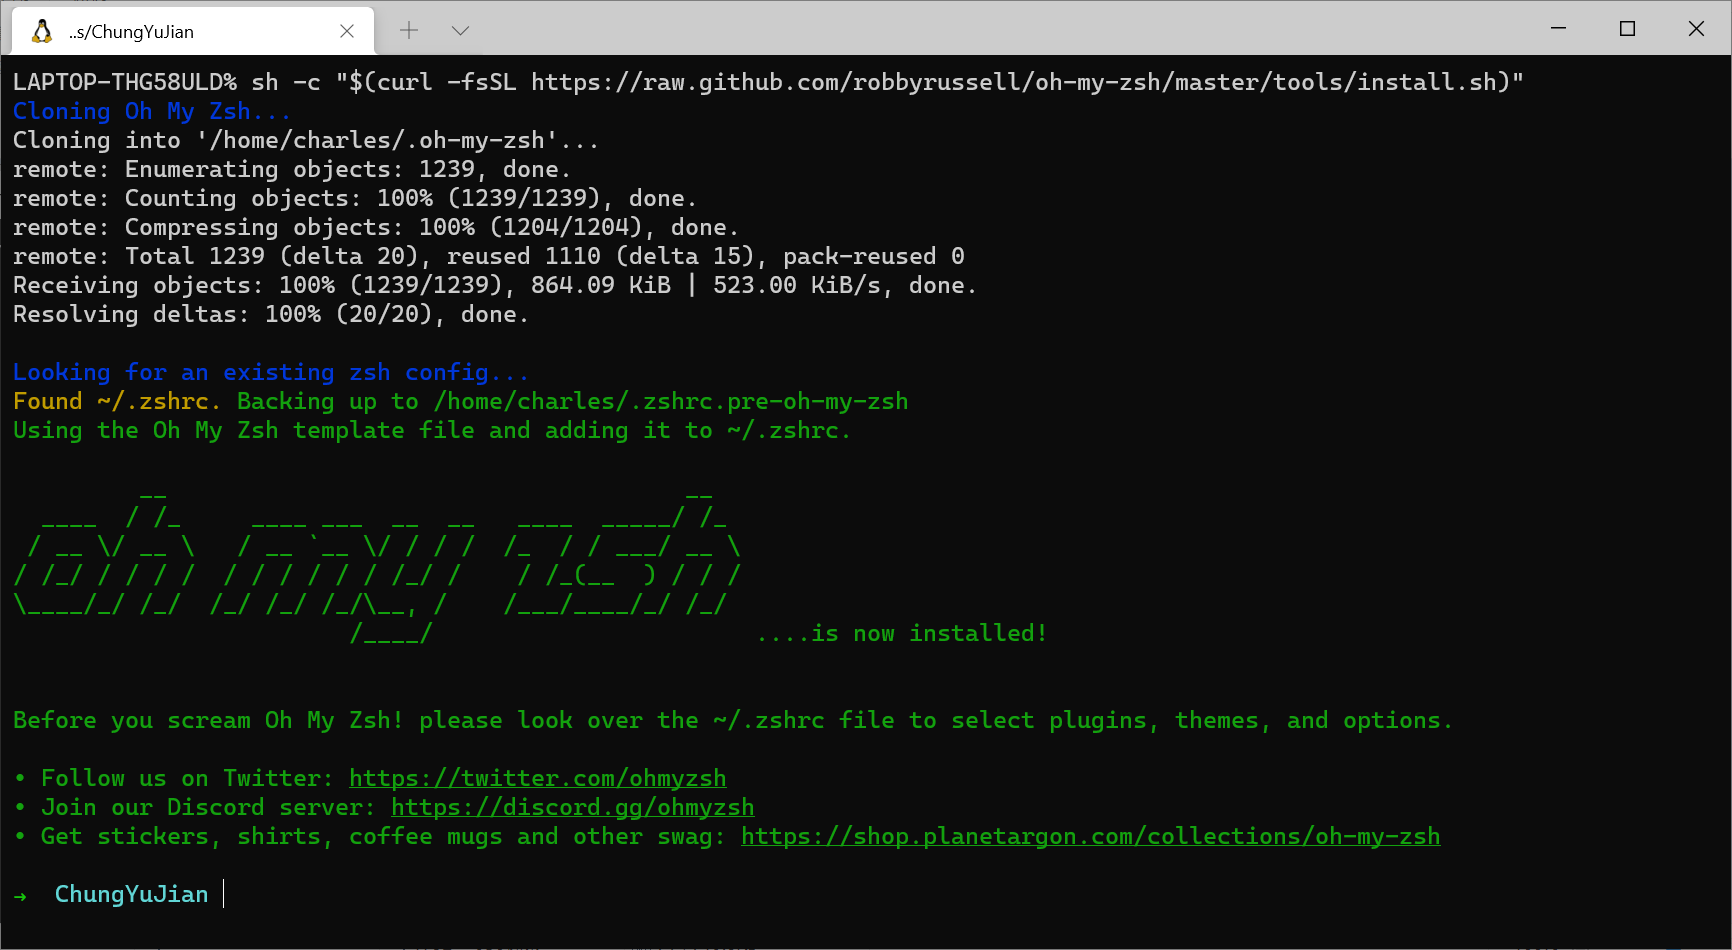 ..s/ChungYuJian
LAPTOP-THG58ULD% sh -c "$(curl -fsSL https://raw.github.com/robbyrussell/oh-my-zsh/master/tools/install.sh)"
Cloning Oh My Zsh...
Cloning into '/home/charles/.oh-my-zsh'...
remote: Enumerating objects: 1239, done.
remote: Counting objects: 100% (1239/1239), done.
remote: Compressing objects: 100% (1204/1204), done.
remote: Total 1239 (delta 20), reused 1110 (delta 15), pack-reused 0
Receiving objects: 100% (1239/1239), 864.09 KiB | 523.00 KiB/s, done.
Resolving deltas: 100% (20/20), done.
Looking for an existing zsh config...
Found ~/.zshrc. Backing up to /home/charles/.zshrc.pre-oh-my-zsh
Using the Oh My Zsh template file and adding it to ~/.zshrc.
oh my zsh
....is now installed!
Before you scream Oh My Zsh! please look over the ~/.zshrc file to select plugins, themes, and options.
• Follow us on Twitter: https://twitter.com/ohmyzsh
• Join our Discord server: https://discord.gg/ohmyzsh
• Get stickers, shirts, coffee mugs and other swag: https://shop.planetargon.com/collections/oh-my-zsh
→ ChungYuJian